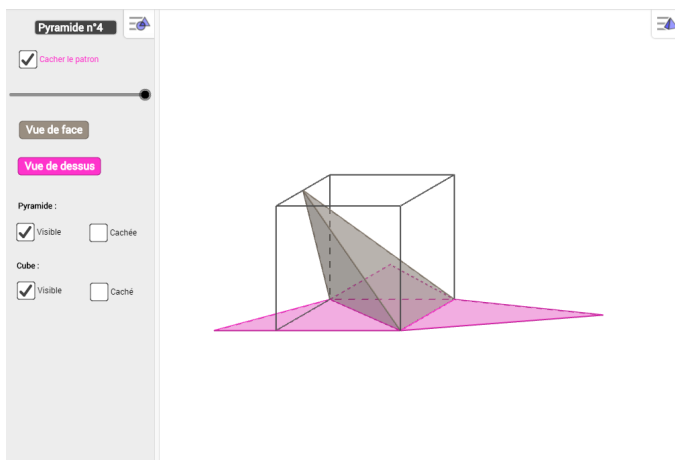 Pyramide n°4
Cacher le patron
Vue de face
Vue de dessus
Pyramide :
Visible Cachée
Cube :
Visible Caché